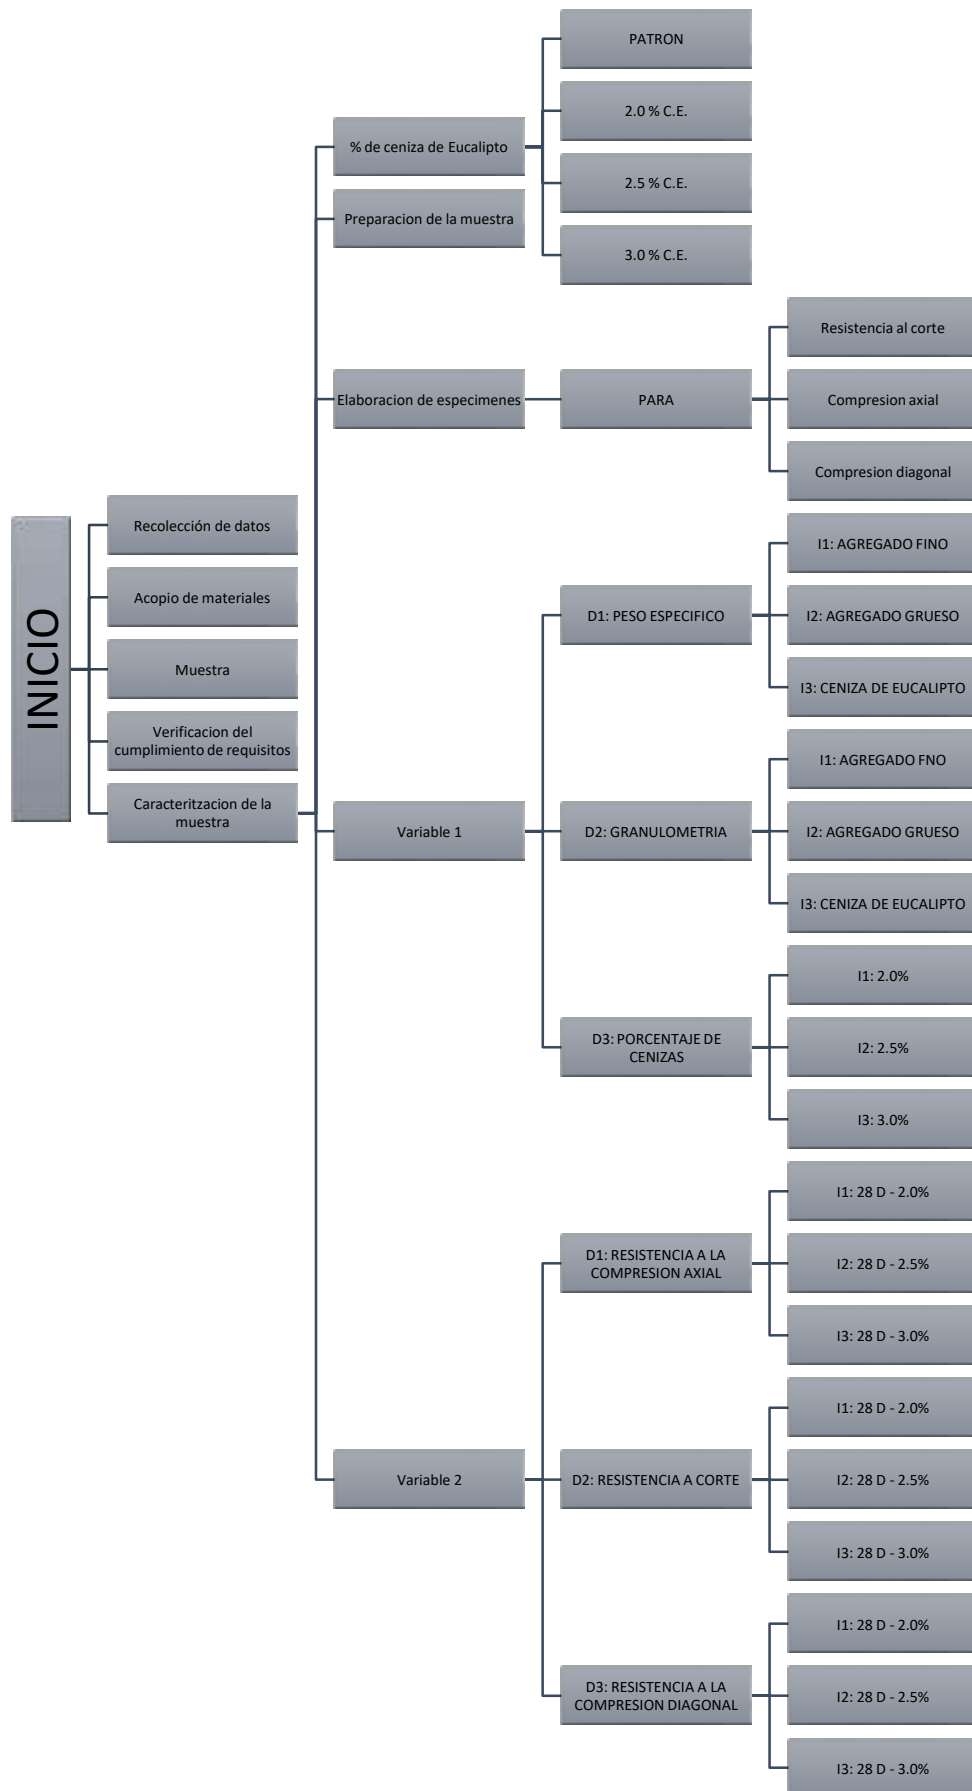 INICIO
Recolección de datos
Acopio de materiales
Muestra
Verificacion del
cumplimiento de requisitos
Caracteritzacion de la
muestra
% de ceniza de Eucalipto
PATRON
2.0 % C.E.
2.5 % C.E.
3.0 % C.E.
Preparacion de la muestra
Elaboracion de especimenes
PARA
Resistencia al corte
Compresion axial
Compresion diagonal
Variable 1
D1: PESO ESPECIFICO
I1: AGREGADO FINO
I2: AGREGADO GRUESO
I3: CENIZA DE EUCALIPTO
D2: GRANULOMETRIA
I1: AGREGADO FNO
I2: AGREGADO GRUESO
I3: CENIZA DE EUCALIPTO
D3: PORCENTAJE DE
CENIZAS
I1: 2.0%
I2: 2.5%
I3: 3.0%
Variable 2
D1: RESISTENCIA A LA
COMPRESION AXIAL
I1: 28 D - 2.0%
I2: 28 D - 2.5%
I3: 28 D - 3.0%
D2: RESISTENCIA A CORTE
I1: 28 D - 2.0%
I2: 28 D - 2.5%
I3: 28 D - 3.0%
D3: RESISTENCIA A LA
COMPRESION DIAGONAL
I1: 28 D - 2.0%
I2: 28 D - 2.5%
I3: 28 D - 3.0%